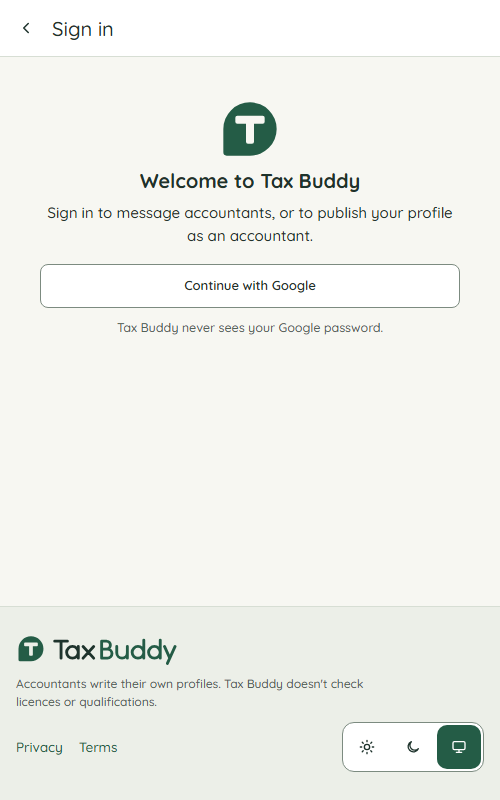 Sign in
T
Welcome to Tax Buddy
Sign in to message accountants, or to publish your profile
as an accountant.
Continue with Google
Tax Buddy never sees your Google password.
T Tax Buddy
Accountants write their own profiles. Tax Buddy doesn't check
licences or qualifications.
Privacy Terms